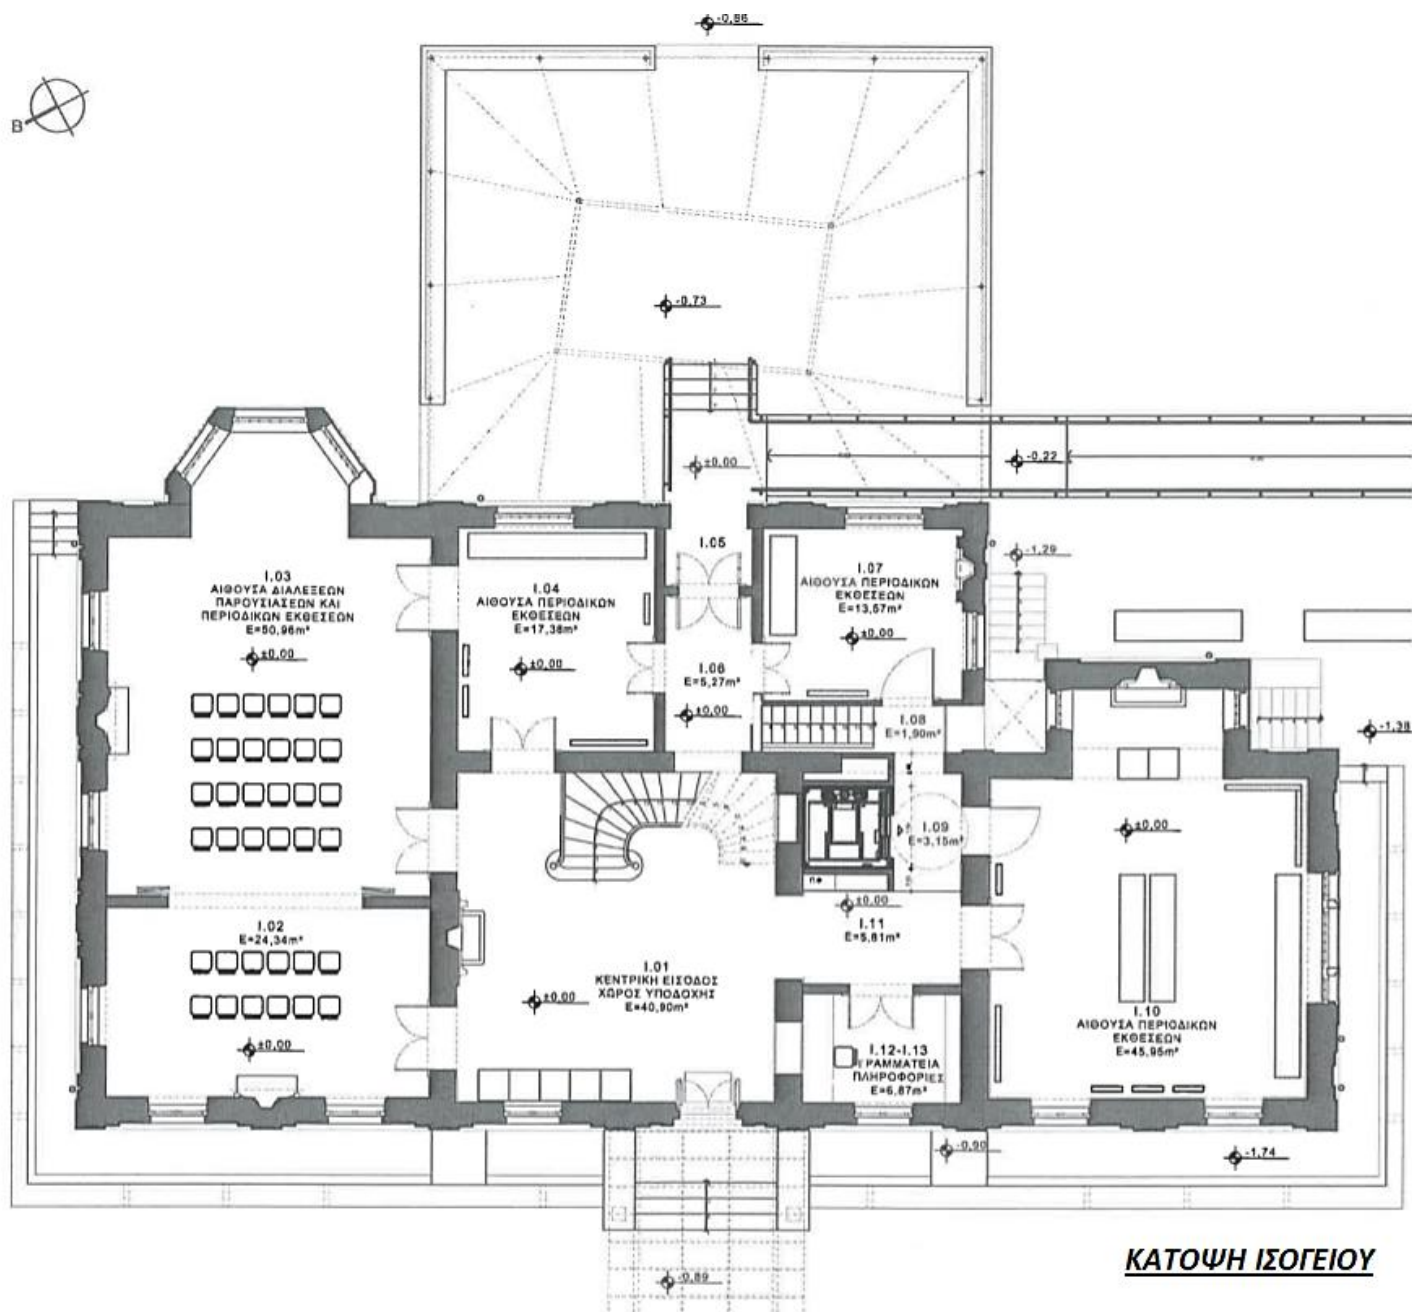 -0,86
B
-0,73
±0,00
-0,22
I.05
-1,29
I.03
ΑΙΘΟΥΣΑ ΔΙΑΛΕΞΕΩΝ
ΠΑΡΟΥΣΙΑΣΕΩΝ ΚΑΙ
ΠΕΡΙΟΔΙΚΩΝ ΕΚΘΕΣΕΩΝ
E=50,96m²
±0,00
I.04
ΑΙΘΟΥΣΑ ΠΕΡΙΟΔΙΚΩΝ
ΕΚΘΕΣΕΩΝ
E=17,36m²
±0,00
I.07
ΑΙΘΟΥΣΑ ΠΕΡΙΟΔΙΚΩΝ
ΕΚΘΕΣΕΩΝ
E=13,57m²
±0,00
I.06
E=5,27m²
±0,00
I.08
E=1,90m²
-1,38
I.09
E=3,15m²
±0,00
±0,00
I.11
E=5,81m²
I.02
E=24,34m²
±0,00
I.01
ΚΕΝΤΡΙΚΗ ΕΙΣΟΔΟΣ
ΧΩΡΟΣ ΥΠΟΔΟΧΗΣ
E=40,90m²
±0,00
I.10
ΑΙΘΟΥΣΑ ΠΕΡΙΟΔΙΚΩΝ
ΕΚΘΕΣΕΩΝ
E=45,95m²
I.12-I.13
ΓΡΑΜΜΑΤΕΙΑ
ΠΛΗΡΟΦΟΡΙΕΣ
E=6,87m²
-0,90
-1,74
-0,89
ΚΑΤΟΨΗ ΙΣΟΓΕΙΟΥ